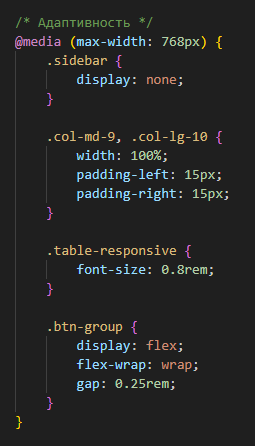 /* Адаптивность */
@media (max-width: 768px) {
    .sidebar {
        display: none;
    }

    .col-md-9, .col-lg-10 {
        width: 100%;
        padding-left: 15px;
        padding-right: 15px;
    }

    .table-responsive {
        font-size: 0.8rem;
    }

    .btn-group {
        display: flex;
        flex-wrap: wrap;
        gap: 0.25rem;
    }
}